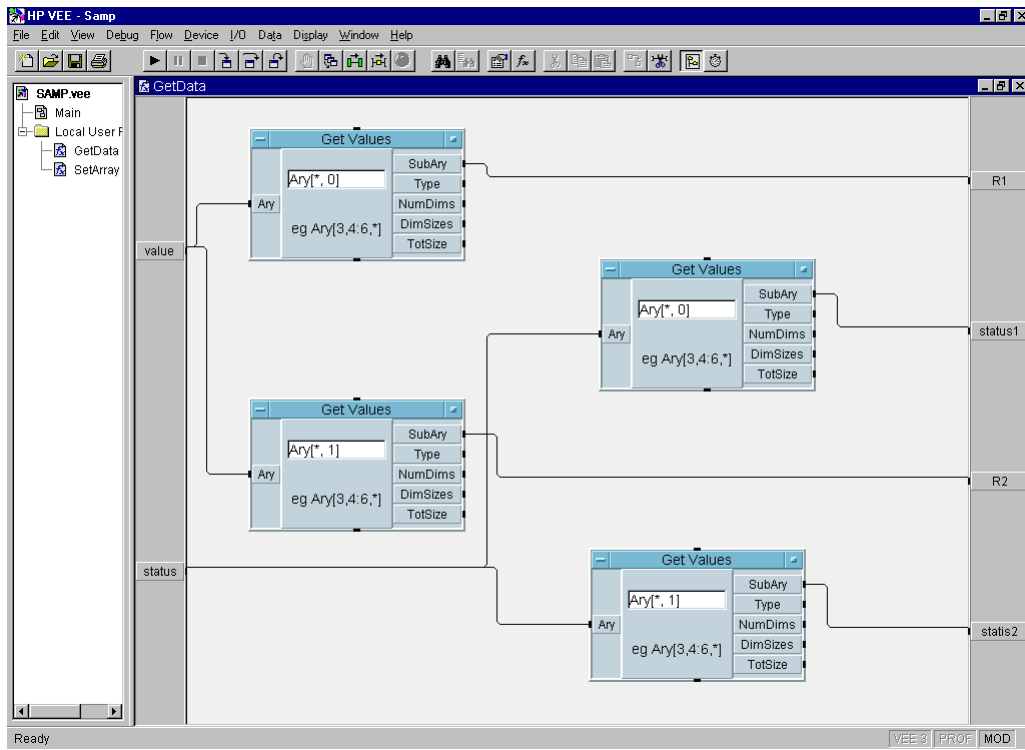 HP VEE - Samp
File Edit View Debug Flow Device I/O Data Display Window Help
SAMP.vee
Main
Local User F
GetData
SetArray
GetData
value
status
Get Values
Ary
Ary[*, 0]
eg Ary[3,4:6,*]
SubAry
Type
NumDims
DimSizes
TotSize
Get Values
Ary
Ary[*, 0]
eg Ary[3,4:6,*]
SubAry
Type
NumDims
DimSizes
TotSize
Get Values
Ary
Ary[*, 1]
eg Ary[3,4:6,*]
SubAry
Type
NumDims
DimSizes
TotSize
Get Values
Ary
Ary[*, 1]
eg Ary[3,4:6,*]
SubAry
Type
NumDims
DimSizes
TotSize
R1
status1
R2
statis2
Ready
VEE 3 PROF MOD